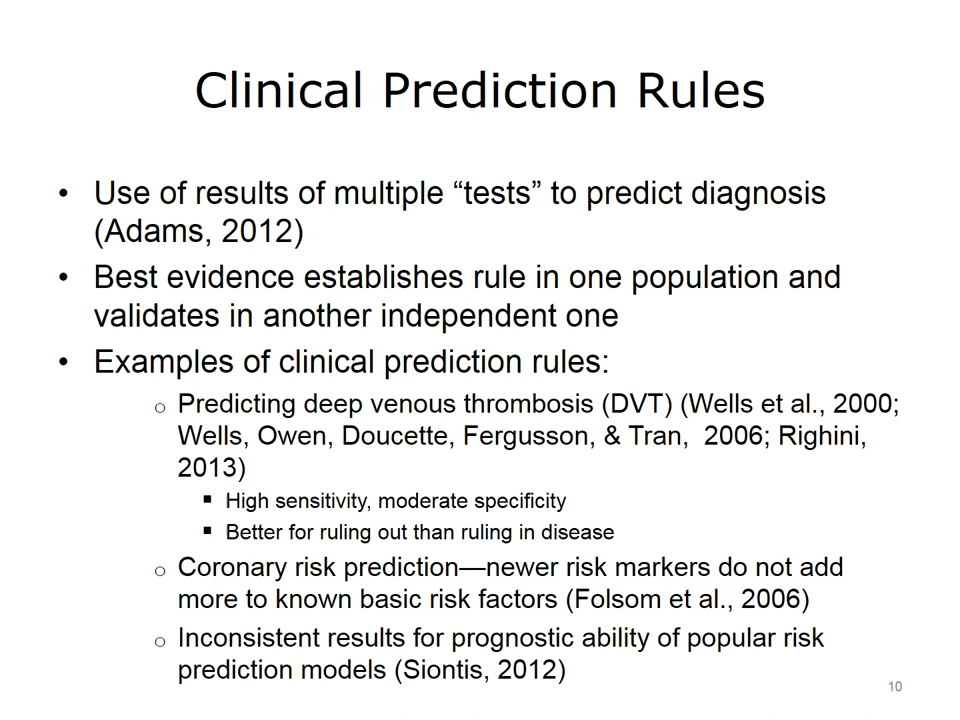 Clinical Prediction Rules
• Use of results of multiple “tests” to predict diagnosis
(Adams, 2012)
• Best evidence establishes rule in one population and
validates in another independent one
• Examples of clinical prediction rules:
o Predicting deep venous thrombosis (DVT) (Wells et al., 2000;
Wells, Owen, Doucette, Fergusson, & Tran,  2006; Righini,
2013)
▪ High sensitivity, moderate specificity
▪ Better for ruling out than ruling in disease
o Coronary risk prediction—newer risk markers do not add
more to known basic risk factors (Folsom et al., 2006)
o Inconsistent results for prognostic ability of popular risk
prediction models (Siontis, 2012)
10